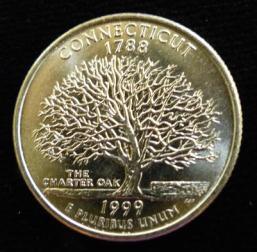 CONNECTICUT
1788
THE
CHARTER OAK
1999
E PLURIBUS UNUM